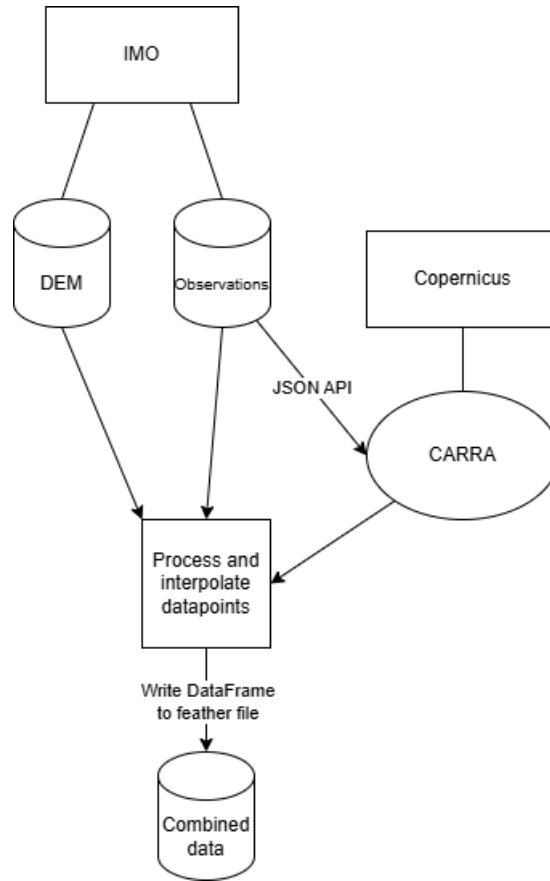 IMO
DEM
Observations
Copernicus
JSON API
CARRA
Process and
interpolate
datapoints
Write DataFrame
to feather file
Combined
data